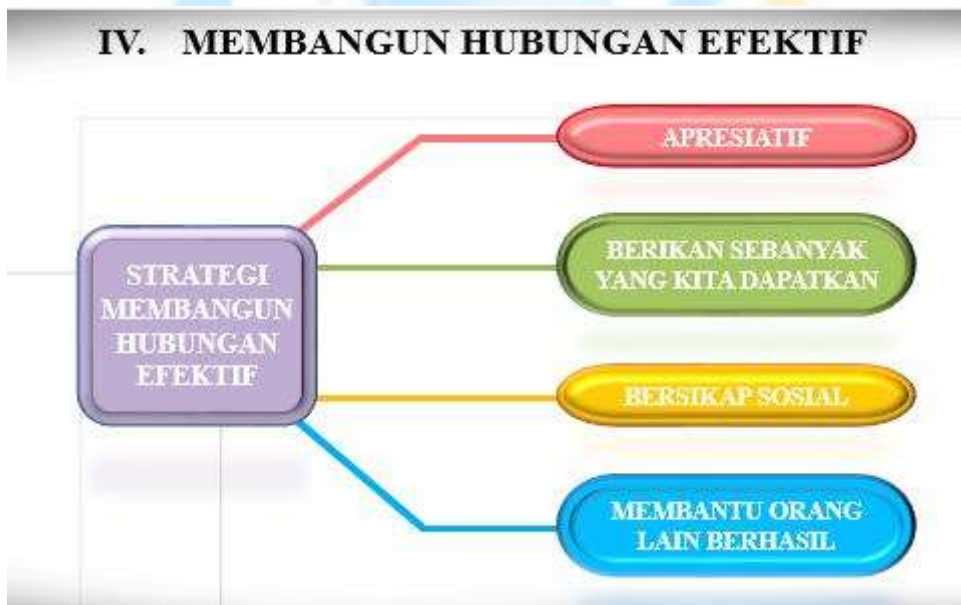 IV. MEMBANGUN HUBUNGAN EFEKTIF
STRATEGI
MEMBANGUN
HUBUNGAN
EFEKTIF
APRESIATIF
BERIKAN SEBANYAK
YANG KITA DAPATKAN
BERSIKAP SOSIAL
MEMBANTU ORANG
LAIN BERHASIL